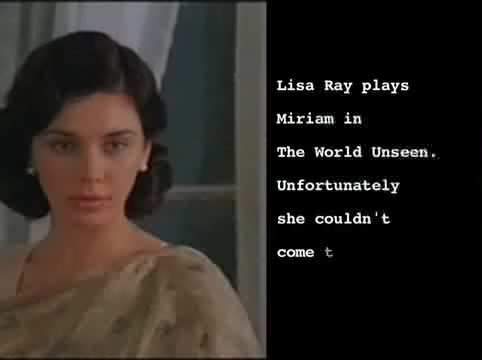 Lisa Ray plays
Miriam in
The World Unseen.
Unfortunately
she couldn't
come t